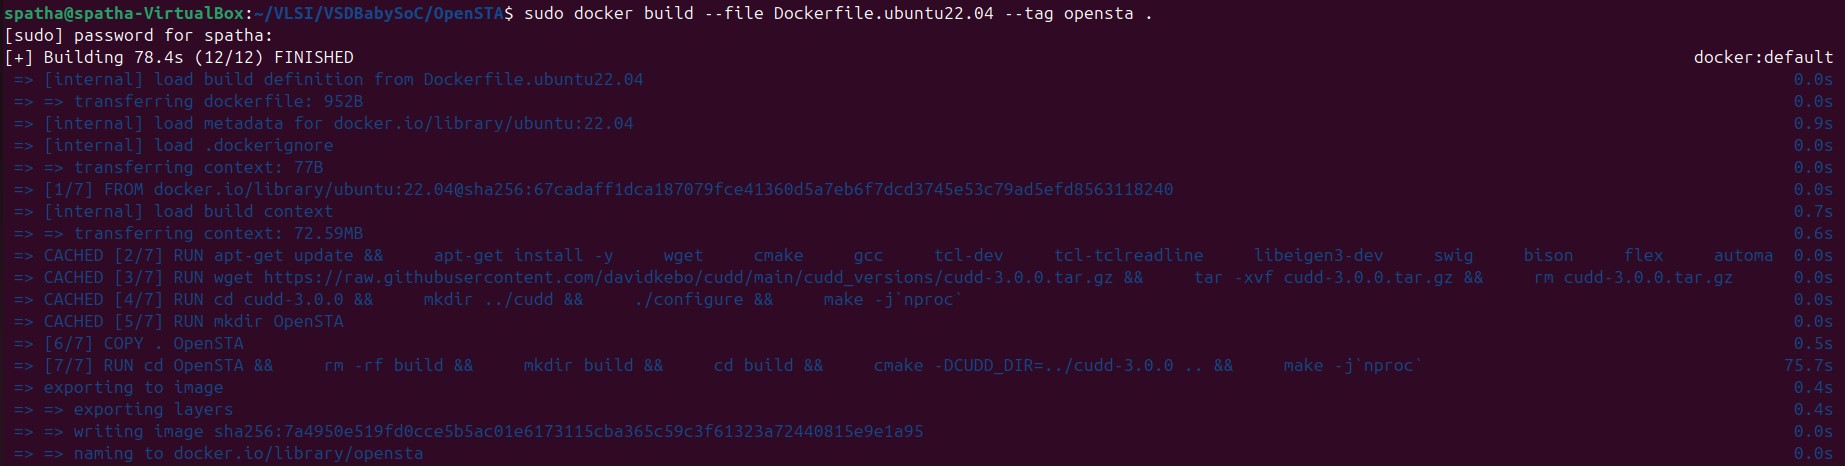 spatha@spatha-VirtualBox:~/VLSI/VSDBabySoC/OpenSTA$ sudo docker build --file Dockerfile.ubuntu22.04 --tag opensta .
[sudo] password for spatha:
[+] Building 78.4s (12/12) FINISHED docker:default
=> [internal] load build definition from Dockerfile.ubuntu22.04 0.0s
=> => transferring dockerfile: 952B 0.0s
=> [internal] load metadata for docker.io/library/ubuntu:22.04 0.9s
=> [internal] load .dockerignore 0.0s
=> => transferring context: 77B 0.0s
=> [1/7] FROM docker.io/library/ubuntu:22.04@sha256:67cadaff1dca187079fce41360d5a7eb6f7dcd3745e53c79ad5efd8563118240 0.0s
=> [internal] load build context 0.7s
=> => transferring context: 72.59MB 0.6s
=> CACHED [2/7] RUN apt-get update && apt-get install -y wget cmake gcc tcl-dev tcl-tclreadline libeigen3-dev swig bison flex automa 0.0s
=> CACHED [3/7] RUN wget https://raw.githubusercontent.com/davidkebo/cudd/main/cudd_versions/cudd-3.0.0.tar.gz && tar -xvf cudd-3.0.0.tar.gz && rm cudd-3.0.0.tar.gz 0.0s
=> CACHED [4/7] RUN cd cudd-3.0.0 && mkdir ../cudd && ./configure && make -j`nproc` 0.0s
=> CACHED [5/7] RUN mkdir OpenSTA 0.0s
=> [6/7] COPY . OpenSTA 0.5s
=> [7/7] RUN cd OpenSTA && rm -rf build && mkdir build && cd build && cmake -DCUDD_DIR=../cudd-3.0.0 .. && make -j`nproc` 75.7s
=> exporting to image 0.4s
=> => exporting layers 0.4s
=> => writing image sha256:7a4950e519fd0cce5b5ac01e6173115cba365c59c3f61323a72440815e9e1a95 0.0s
=> => naming to docker.io/library/opensta 0.0s